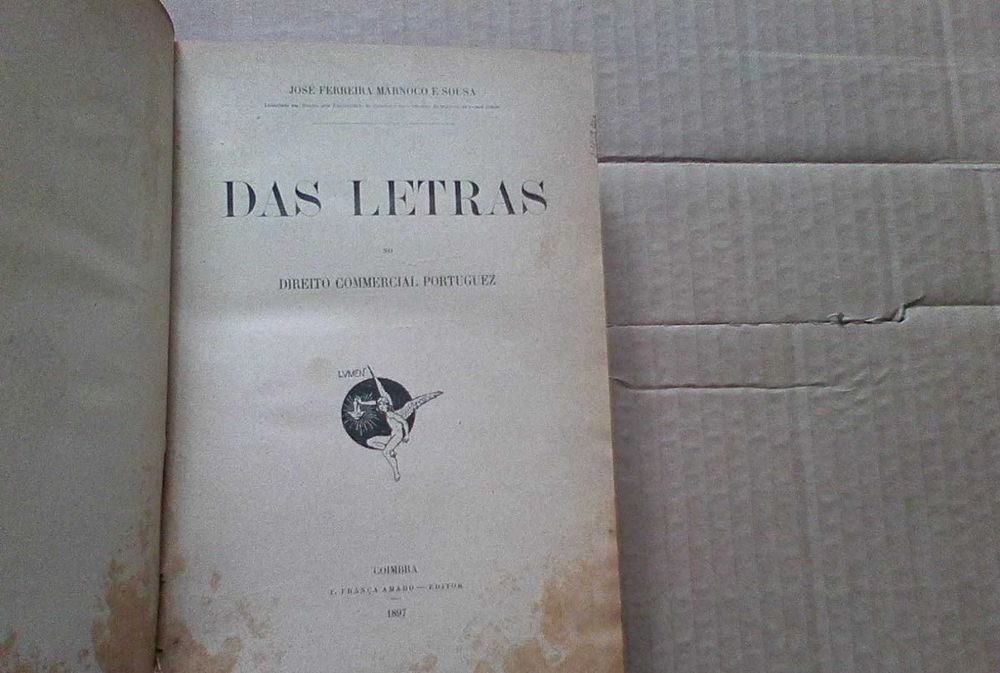 JOSÉ FERREIRA MARNOCO E SOUSA
DAS LETRAS
NO
DIREITO COMMERCIAL PORTUGUEZ
LVMEN
COIMBRA
F. FRANÇA AMADO — EDITOR
1897